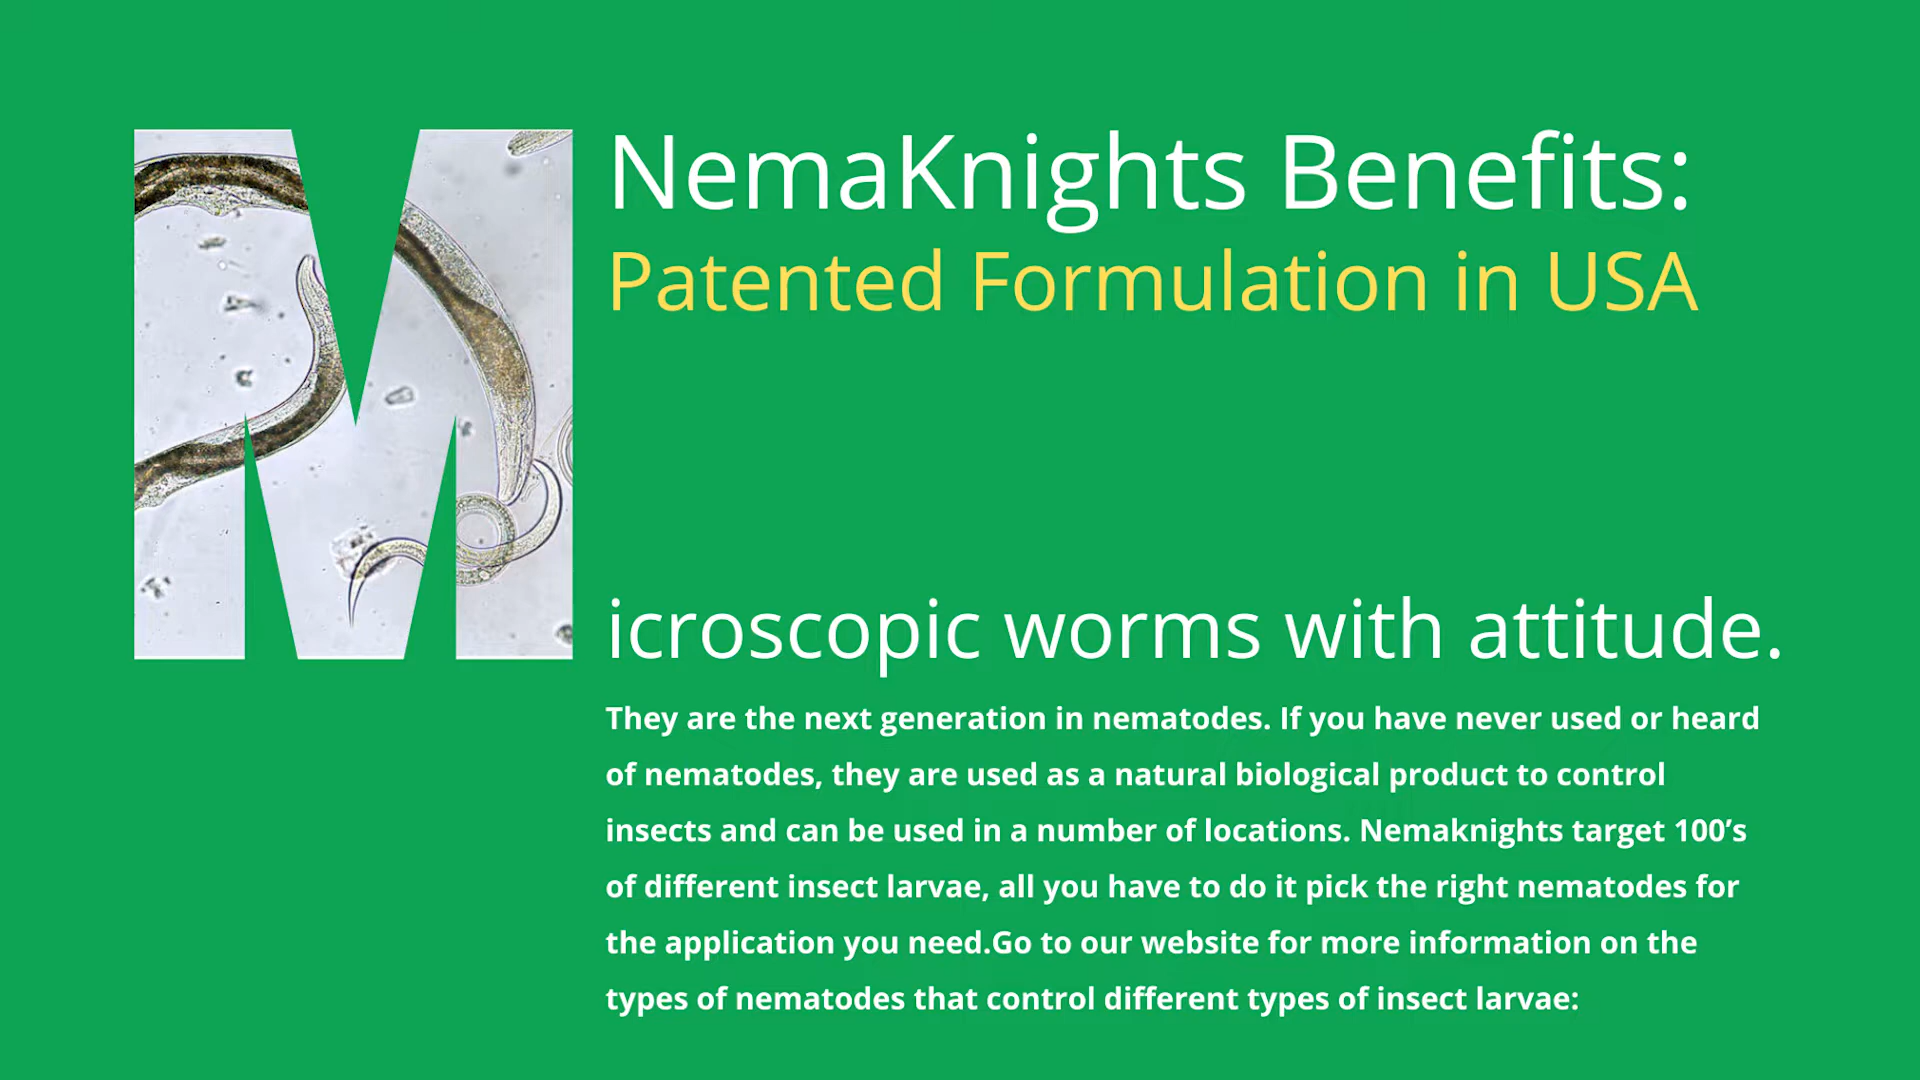 NemaKnights Benefits:
Patented Formulation in USA
Microscopic worms with attitude.
They are the next generation in nematodes. If you have never used or heard
of nematodes, they are used as a natural biological product to control
insects and can be used in a number of locations. Nemaknights target 100’s
of different insect larvae, all you have to do it pick the right nematodes for
the application you need.Go to our website for more information on the
types of nematodes that control different types of insect larvae: